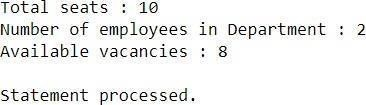 Total seats : 10
Number of employees in Department : 2
Available vacancies : 8

Statement processed.